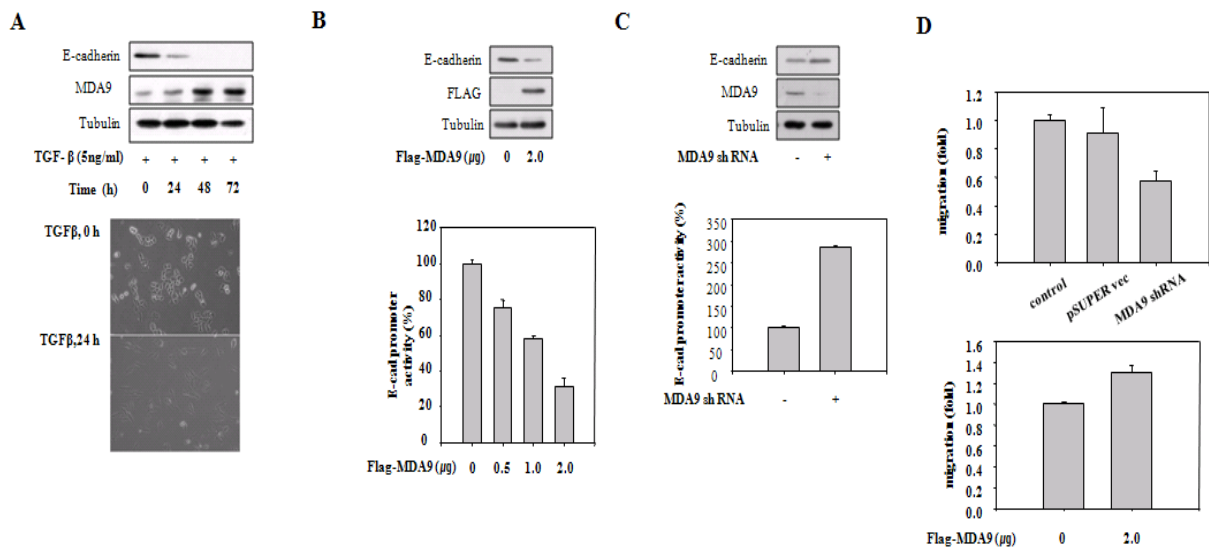 A
E-cadherin
MDA9
Tubulin
TGF- β (5ng/ml) + + + +
Time (h) 0 24 48 72
TGFβ, 0 h
TGFβ,24 h
B
E-cadherin
FLAG
Tubulin
Flag-MDA9 (μg) 0 2.0
E-cad promoter
activity (%)
120
100
80
60
40
20
0
Flag-MDA9 (μg) 0 0.5 1.0 2.0
C
E-cadherin
MDA9
Tubulin
MDA9 sh RNA - +
E-cad promoter activity (%)
350
300
250
200
150
100
50
0
MDA9 sh RNA - +
D
migration (fold)
1.2
1.0
0.8
0.6
0.4
0.2
0.0
control
pSUPER vec
MDA9 shRNA
migration (fold)
1.6
1.4
1.2
1.0
0.8
0.6
0.4
0.2
0.0
Flag-MDA9 (μg) 0 2.0